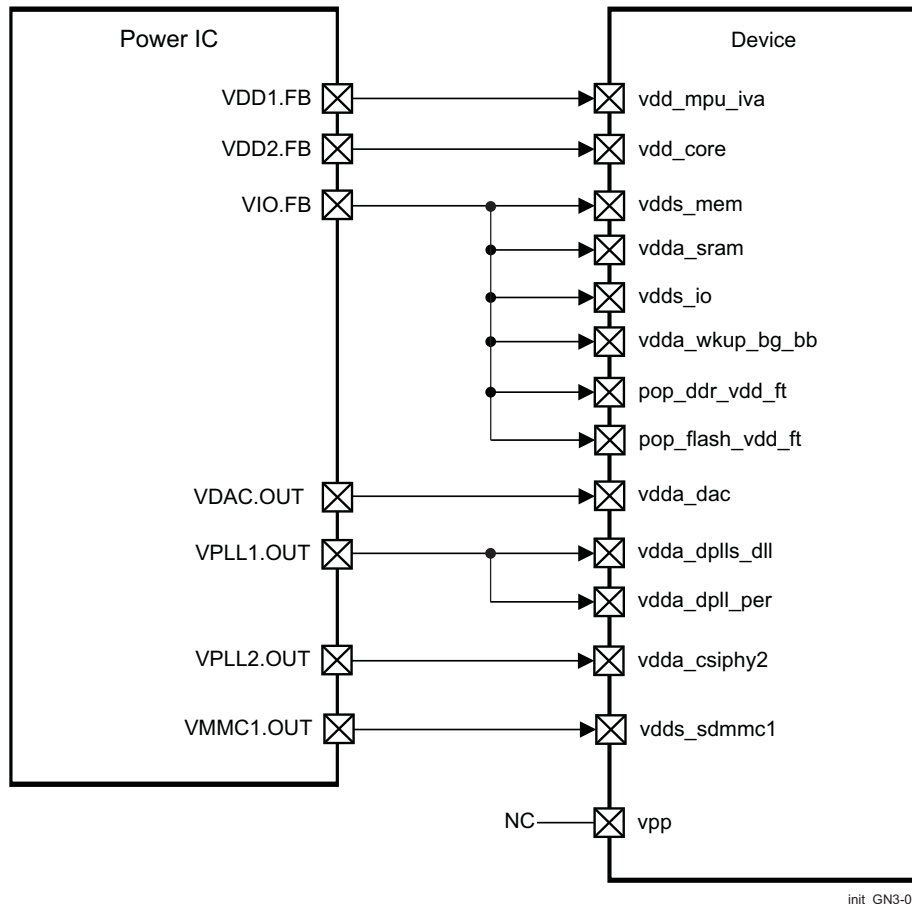 Power IC
Device
VDD1.FB
vdd_mpu_iva
VDD2.FB
vdd_core
VIO.FB
vdds_mem
vdda_sram
vdds_io
vdda_wkup_bg_bb
pop_ddr_vdd_ft
pop_flash_vdd_ft
VDAC.OUT
vdda_dac
VPLL1.OUT
vdda_dplls_dll
vdda_dpll_per
VPLL2.OUT
vdda_csiphy2
VMMC1.OUT
vdds_sdmmc1
NC
vpp
init_GN3-0